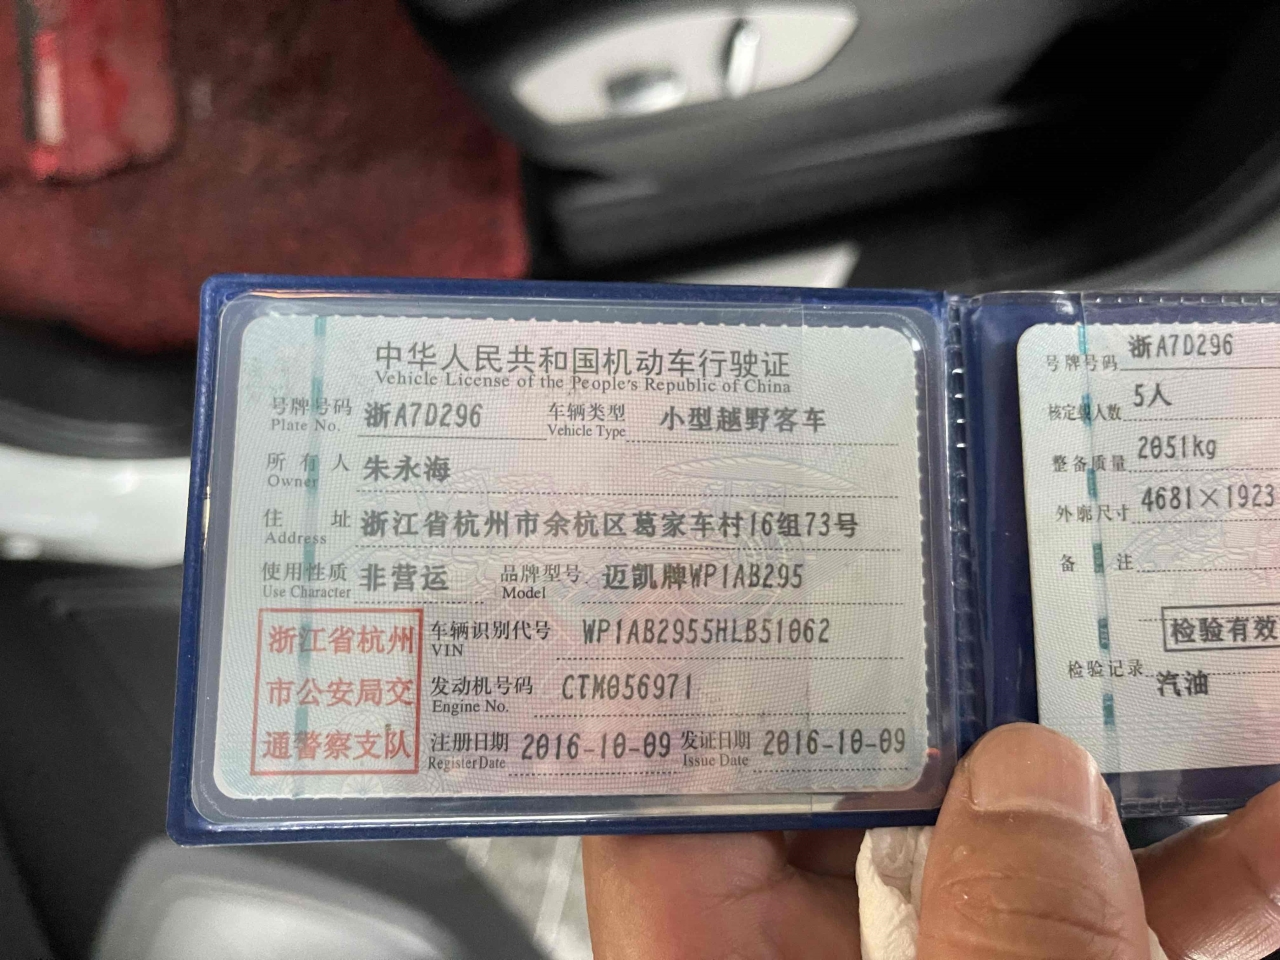 中华人民共和国机动车行驶证
Vehicle License of the People's Republic of China
号牌号码 浙A7D296 车辆类型 小型越野客车
Plate No. Vehicle Type
所有人 朱永海
Owner
住址 浙江省杭州市余杭区葛家车村16组73号
Address
使用性质 非营运 品牌型号 迈凯牌WP1AB295
Use Character Model
浙江省杭州
市公安局交
通警察支队
车辆识别代号 WP1AB2955HLB51062
VIN
发动机号码 CTM056971
Engine No.
注册日期 2016-10-09 发证日期 2016-10-09
Register Date Issue Date
号牌号码 浙A7D296
核定载人数 5人
整备质量 2051kg
外廓尺寸 4681×1923
备注
检验有效
检验记录
汽油